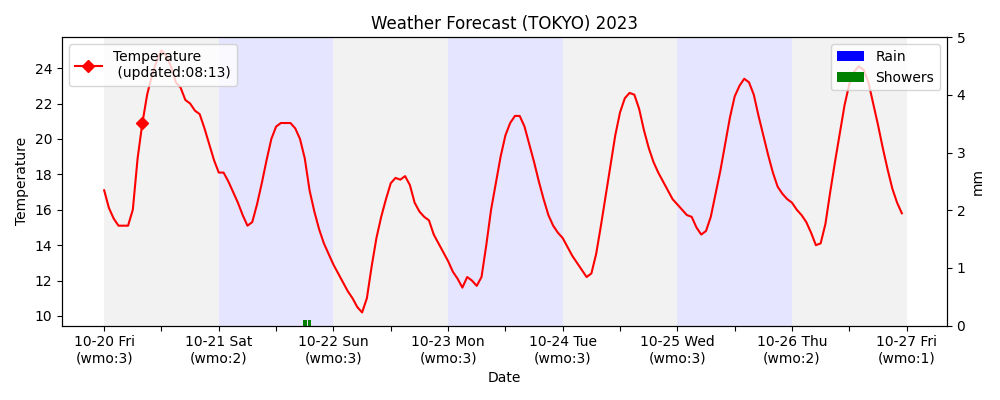 Weather Forecast (TOKYO) 2023
Temperature
(updated:08:13)
Rain
Showers
Temperature
24
22
20
18
16
14
12
10
5
4
3
2
1
0
mm
10-20 Fri
(wmo:3)
10-21 Sat
(wmo:2)
10-22 Sun
(wmo:3)
10-23 Mon
(wmo:3)
10-24 Tue
(wmo:3)
10-25 Wed
(wmo:3)
10-26 Thu
(wmo:2)
10-27 Fri
(wmo:1)
Date